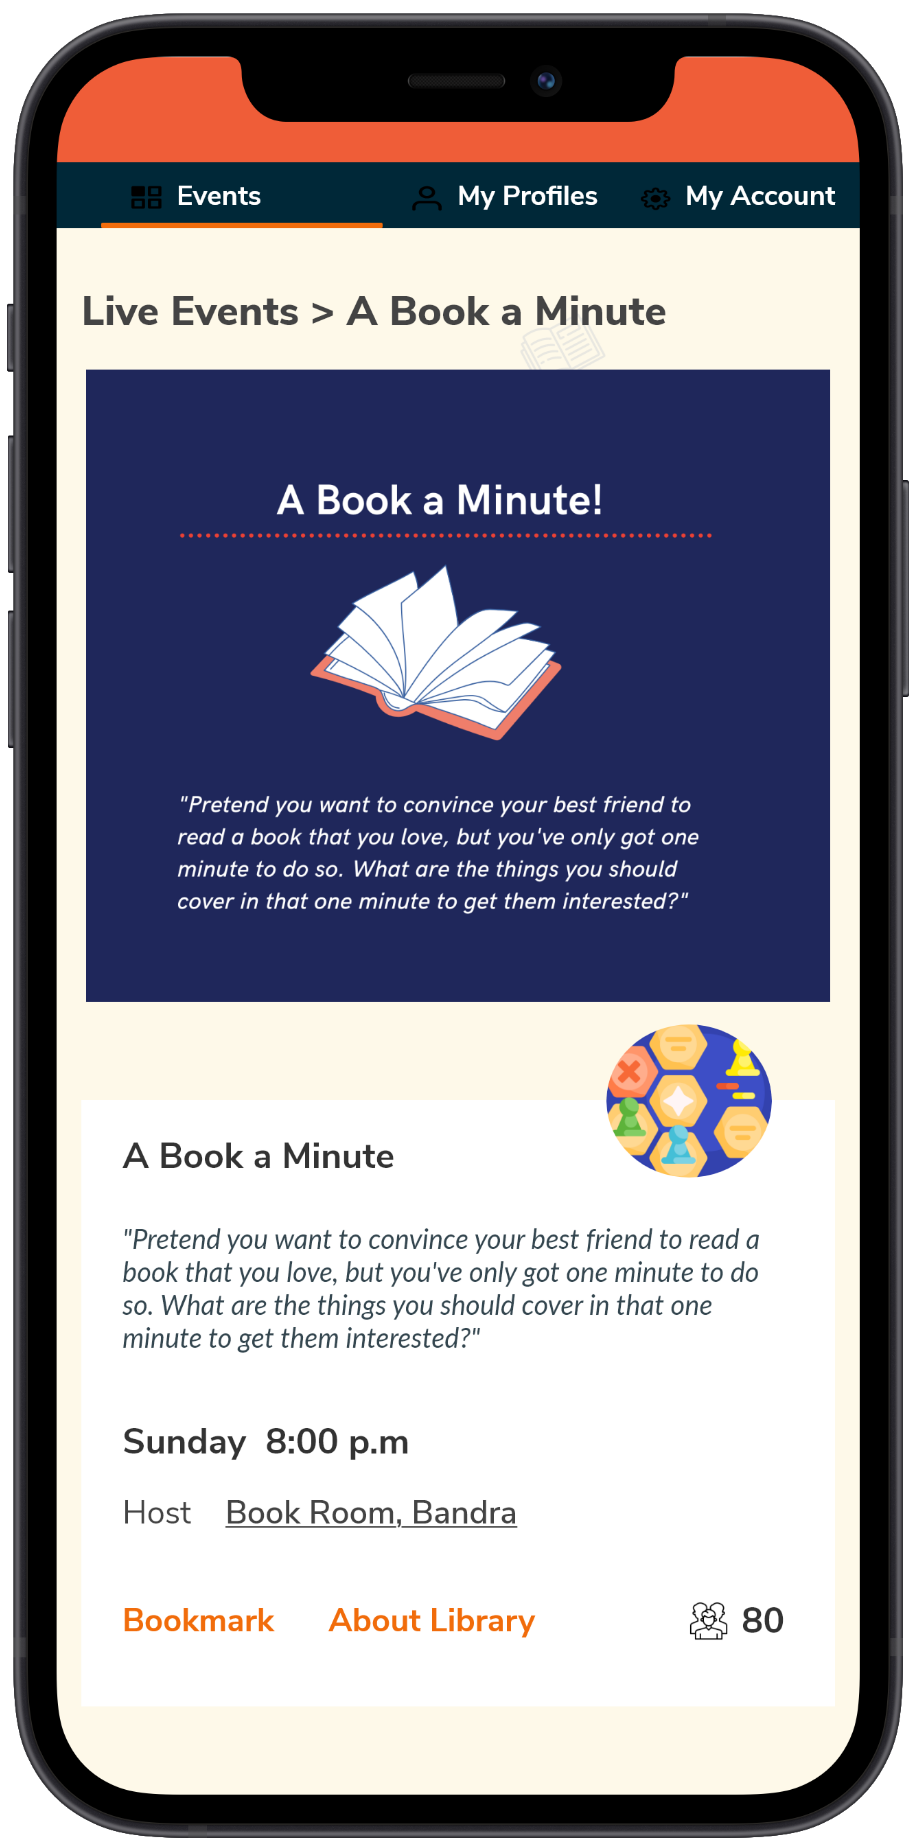 Events My Profiles My Account
Live Events > A Book a Minute
A Book a Minute!
"Pretend you want to convince your best friend to
read a book that you love, but you've only got one
minute to do so. What are the things you should
cover in that one minute to get them interested?"
A Book a Minute
"Pretend you want to convince your best friend to read a
book that you love, but you've only got one minute to do
so. What are the things you should cover in that one
minute to get them interested?"
Sunday 8:00 p.m
Host Book Room, Bandra
Bookmark About Library 80